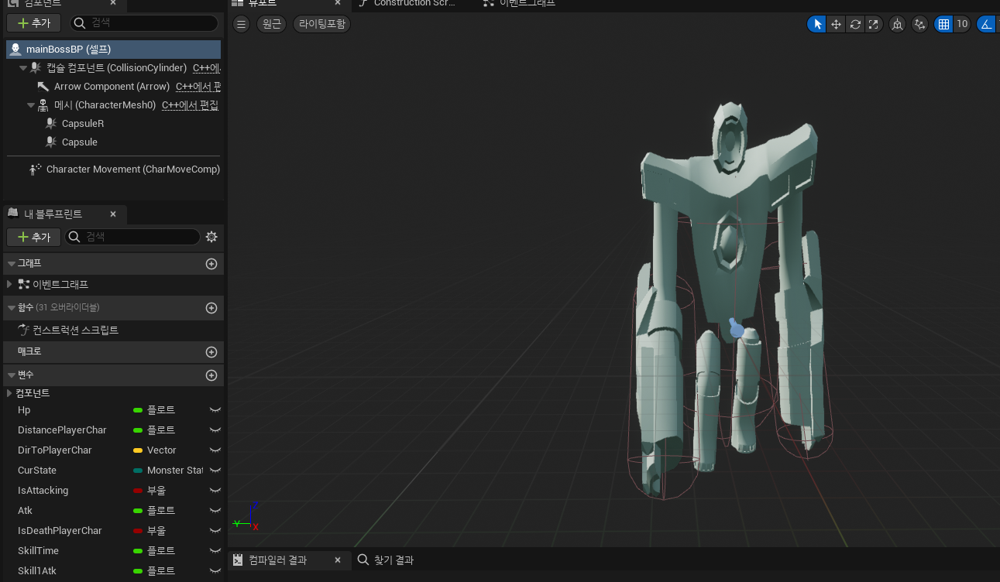 컴포넌트
뷰포트
Construction Scr...
이벤트그래프
추가
검색
원근
라이팅포함
10
mainBossBP (셀프)
캡슐 컴포넌트 (CollisionCylinder) C++에.
Arrow Component (Arrow) C++에서 편
메시 (CharacterMesh0) C++에서 편집
CapsuleR
Capsule
Character Movement (CharMoveComp)
내 블루프린트
추가
검색
그래프
이벤트그래프
함수 (31 오버라이더블)
컨스트럭션 스크립트
매크로
변수
컴포넌트
Hp 플로트
DistancePlayerChar 플로트
DirToPlayerChar Vector
CurState Monster Stat
IsAttacking 부울
Atk 플로트
IsDeathPlayerChar 부울
SkillTime 플로트
Skill1Atk 플로트
Z
Y
X
컴파일러 결과
찾기 결과